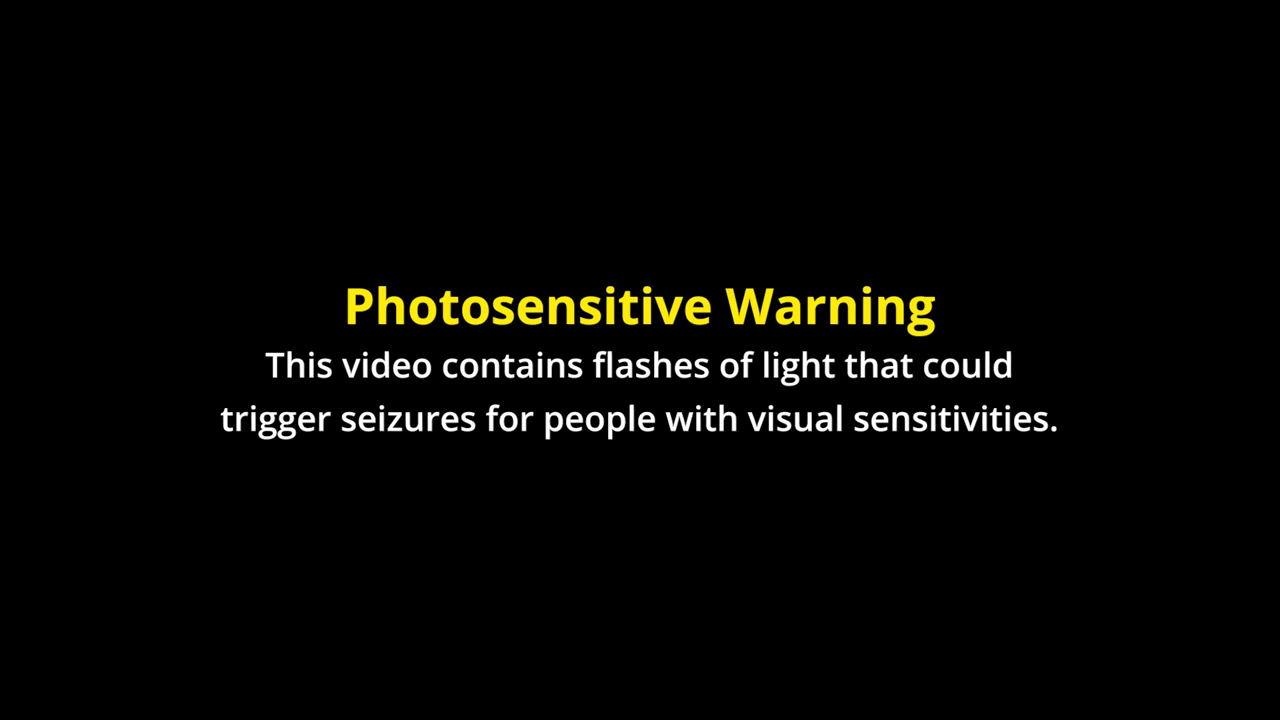 Photosensitive Warning
This video contains flashes of light that could
trigger seizures for people with visual sensitivities.